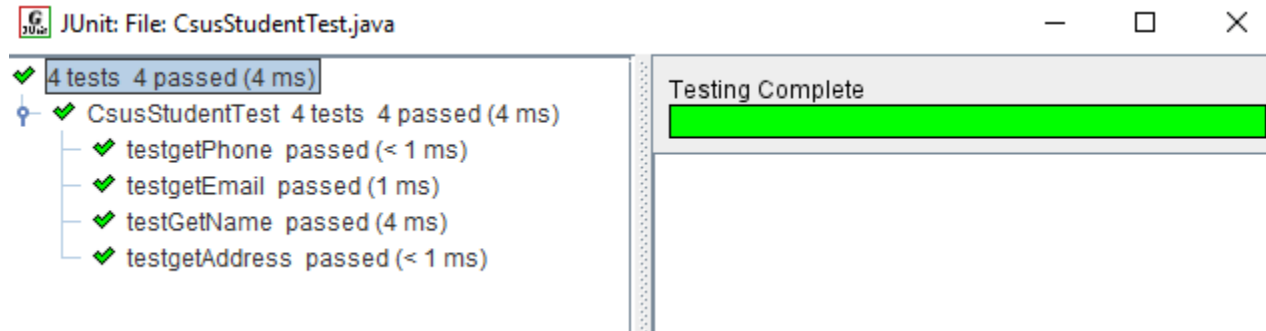 JUnit: File: CsusStudentTest.java
4 tests 4 passed (4 ms)
CsusStudentTest 4 tests 4 passed (4 ms)
testgetPhone passed (< 1 ms)
testgetEmail passed (1 ms)
testGetName passed (4 ms)
testgetAddress passed (< 1 ms)
Testing Complete